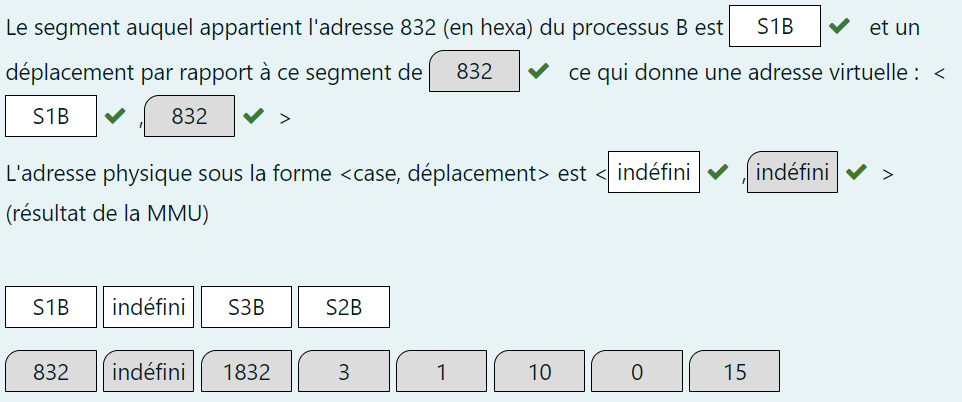 Le segment auquel appartient l'adresse 832 (en hexa) du processus B est S1B et un
déplacement par rapport à ce segment de 832 ce qui donne une adresse virtuelle : <
S1B , 832 >
L'adresse physique sous la forme <case, déplacement> est < indéfini , indéfini >
(résultat de la MMU)
S1B indéfini S3B S2B
832 indéfini 1832 3 1 10 0 15